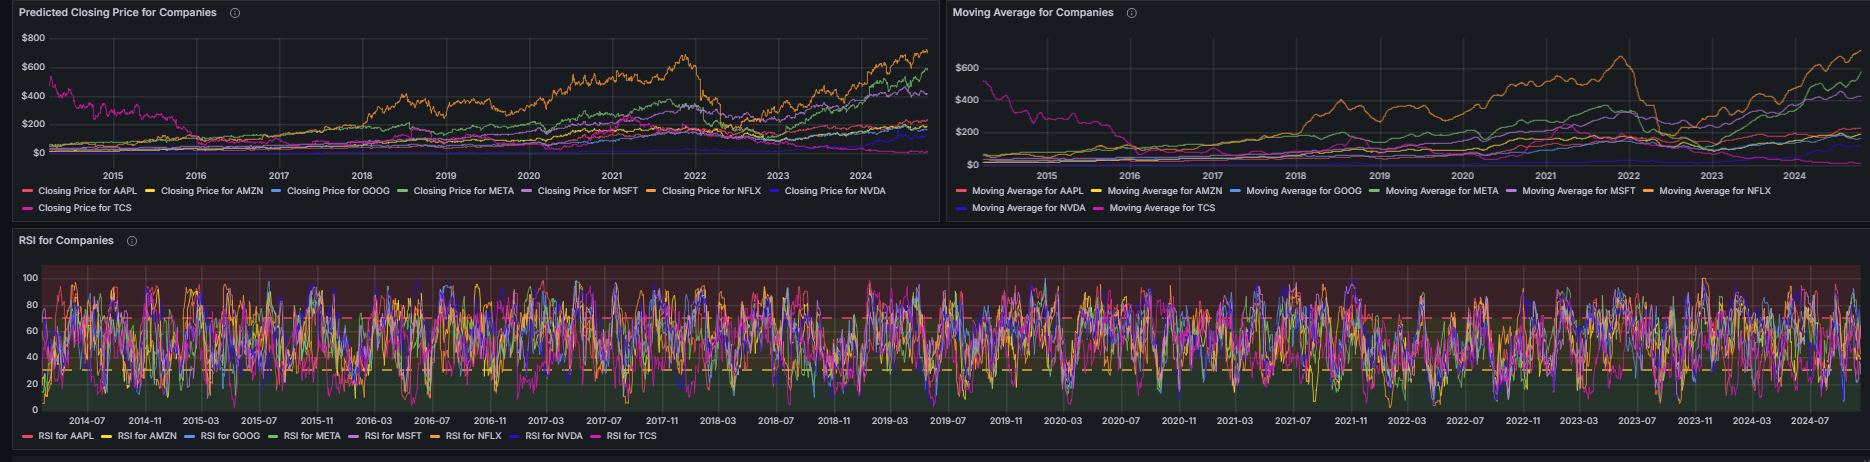 Predicted Closing Price for Companies
$800
$600
$400
$200
$0
2015 2016 2017 2018 2019 2020 2021 2022 2023 2024
Closing Price for AAPL Closing Price for AMZN Closing Price for GOOG Closing Price for META Closing Price for MSFT Closing Price for NFLX Closing Price for NVDA
Closing Price for TCS
Moving Average for Companies
$600
$400
$200
$0
2015 2016 2017 2018 2019 2020 2021 2022 2023 2024
Moving Average for AAPL Moving Average for AMZN Moving Average for GOOG Moving Average for META Moving Average for MSFT Moving Average for NFLX
Moving Average for NVDA Moving Average for TCS
RSI for Companies
100
80
60
40
20
0
2014-07 2014-11 2015-03 2015-07 2015-11 2016-03 2016-07 2016-11 2017-03 2017-07 2017-11 2018-03 2018-07 2018-11 2019-03 2019-07 2019-11 2020-03 2020-07 2020-11 2021-03 2021-07 2021-11 2022-03 2022-07 2022-11 2023-03 2023-07 2023-11 2024-03 2024-07
RSI for AAPL RSI for AMZN RSI for GOOG RSI for META RSI for MSFT RSI for NFLX RSI for NVDA RSI for TCS